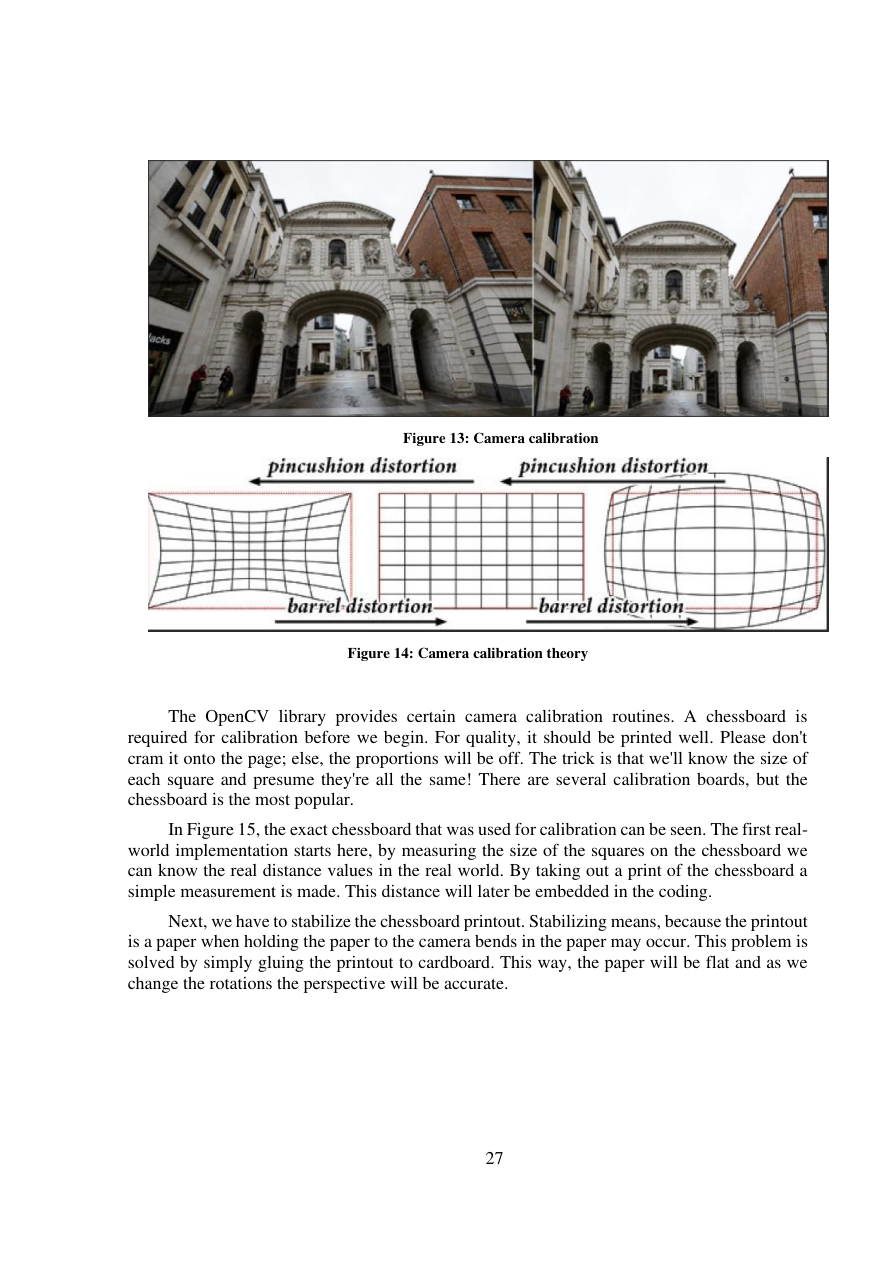 acks
Figure 13: Camera calibration
pincushion distortion pincushion distortion
barrel distortion barrel distortion
Figure 14: Camera calibration theory
The OpenCV library provides certain camera calibration routines. A chessboard is
required for calibration before we begin. For quality, it should be printed well. Please don't
cram it onto the page; else, the proportions will be off. The trick is that we'll know the size of
each square and presume they're all the same! There are several calibration boards, but the
chessboard is the most popular.
In Figure 15, the exact chessboard that was used for calibration can be seen. The first real-
world implementation starts here, by measuring the size of the squares on the chessboard we
can know the real distance values in the real world. By taking out a print of the chessboard a
simple measurement is made. This distance will later be embedded in the coding.
Next, we have to stabilize the chessboard printout. Stabilizing means, because the printout
is a paper when holding the paper to the camera bends in the paper may occur. This problem is
solved by simply gluing the printout to cardboard. This way, the paper will be flat and as we
change the rotations the perspective will be accurate.
27